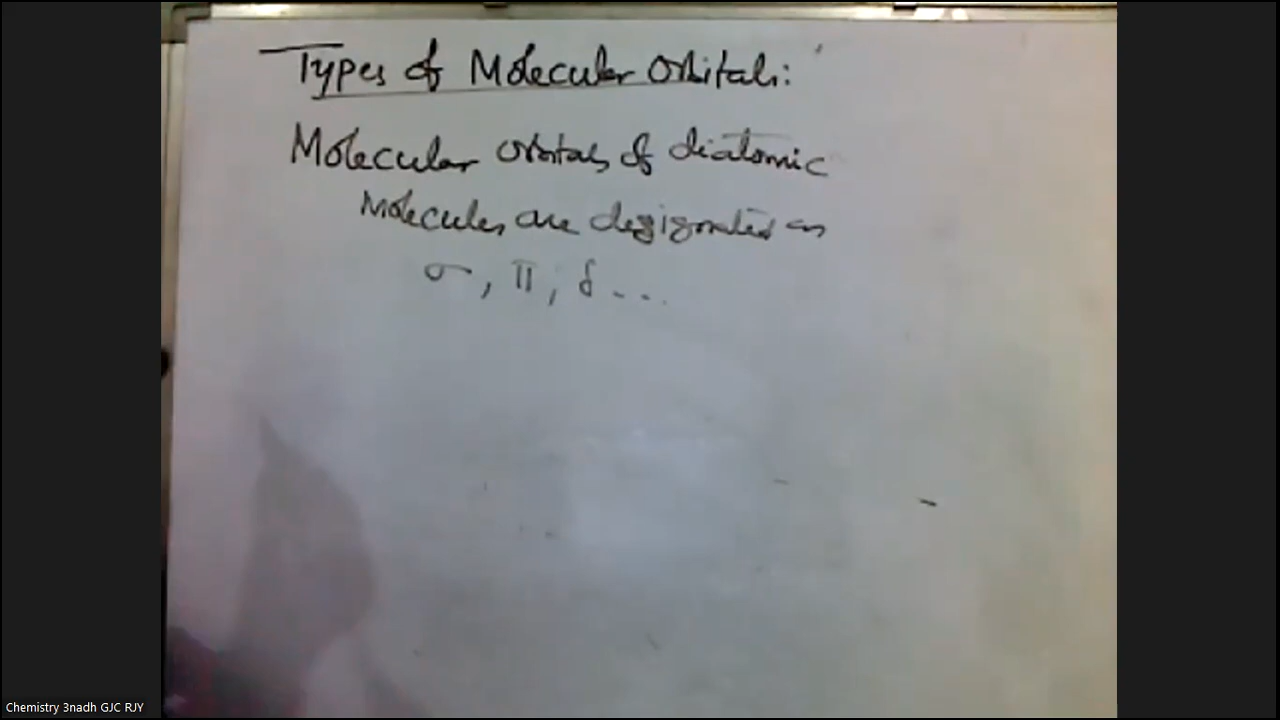 Types of Molecular Orbitals:
Molecular orbitals of diatomic
Molecules are designated as
σ, π, δ ...
Chemistry 3nadh GJC RJY